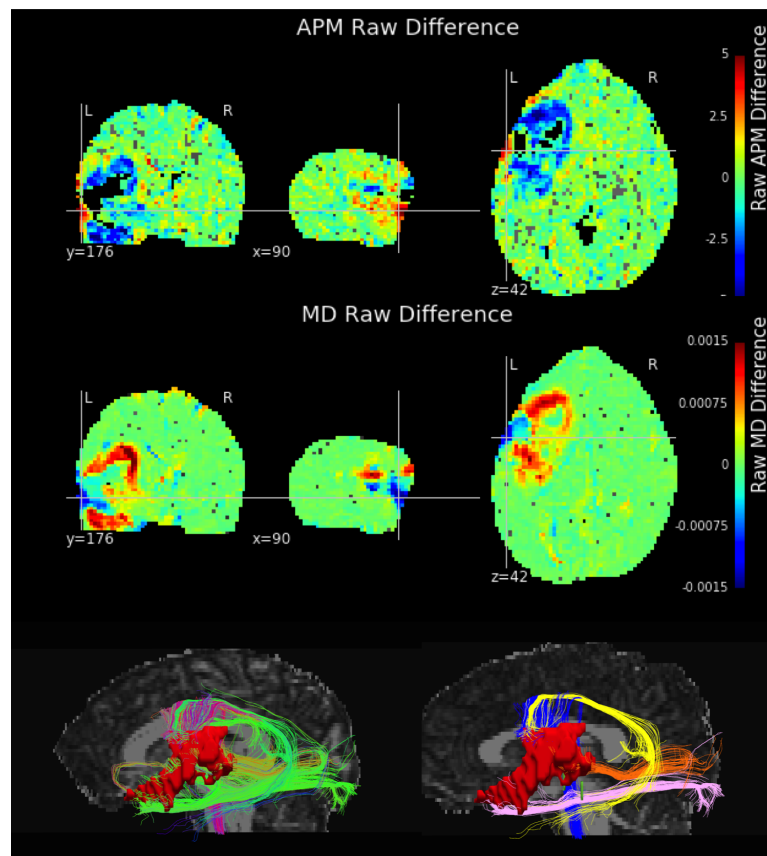 APM Raw Difference
L
R
L
R
y=176
x=90
z=42
5
2.5
0
-2.5
Raw APM Difference
MD Raw Difference
L
R
L
R
y=176
x=90
z=42
0.0015
0.00075
0
-0.00075
-0.0015
Raw MD Difference